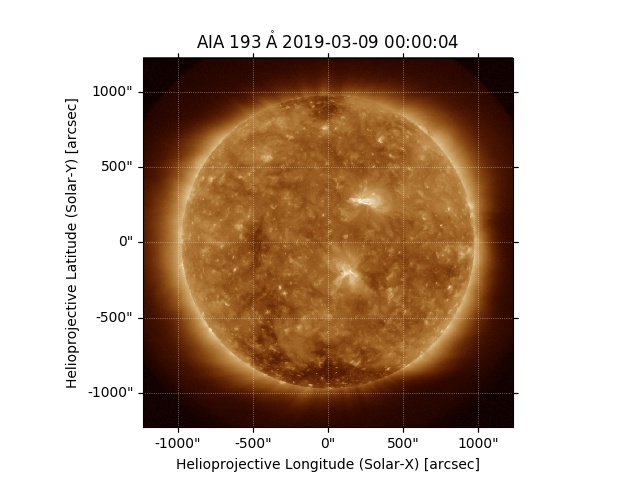 AIA 193 Å 2019-03-09 00:00:04
1000"
500"
0"
-500"
-1000"
Helioprojective Latitude (Solar-Y) [arcsec]
-1000" -500" 0" 500" 1000"
Helioprojective Longitude (Solar-X) [arcsec]